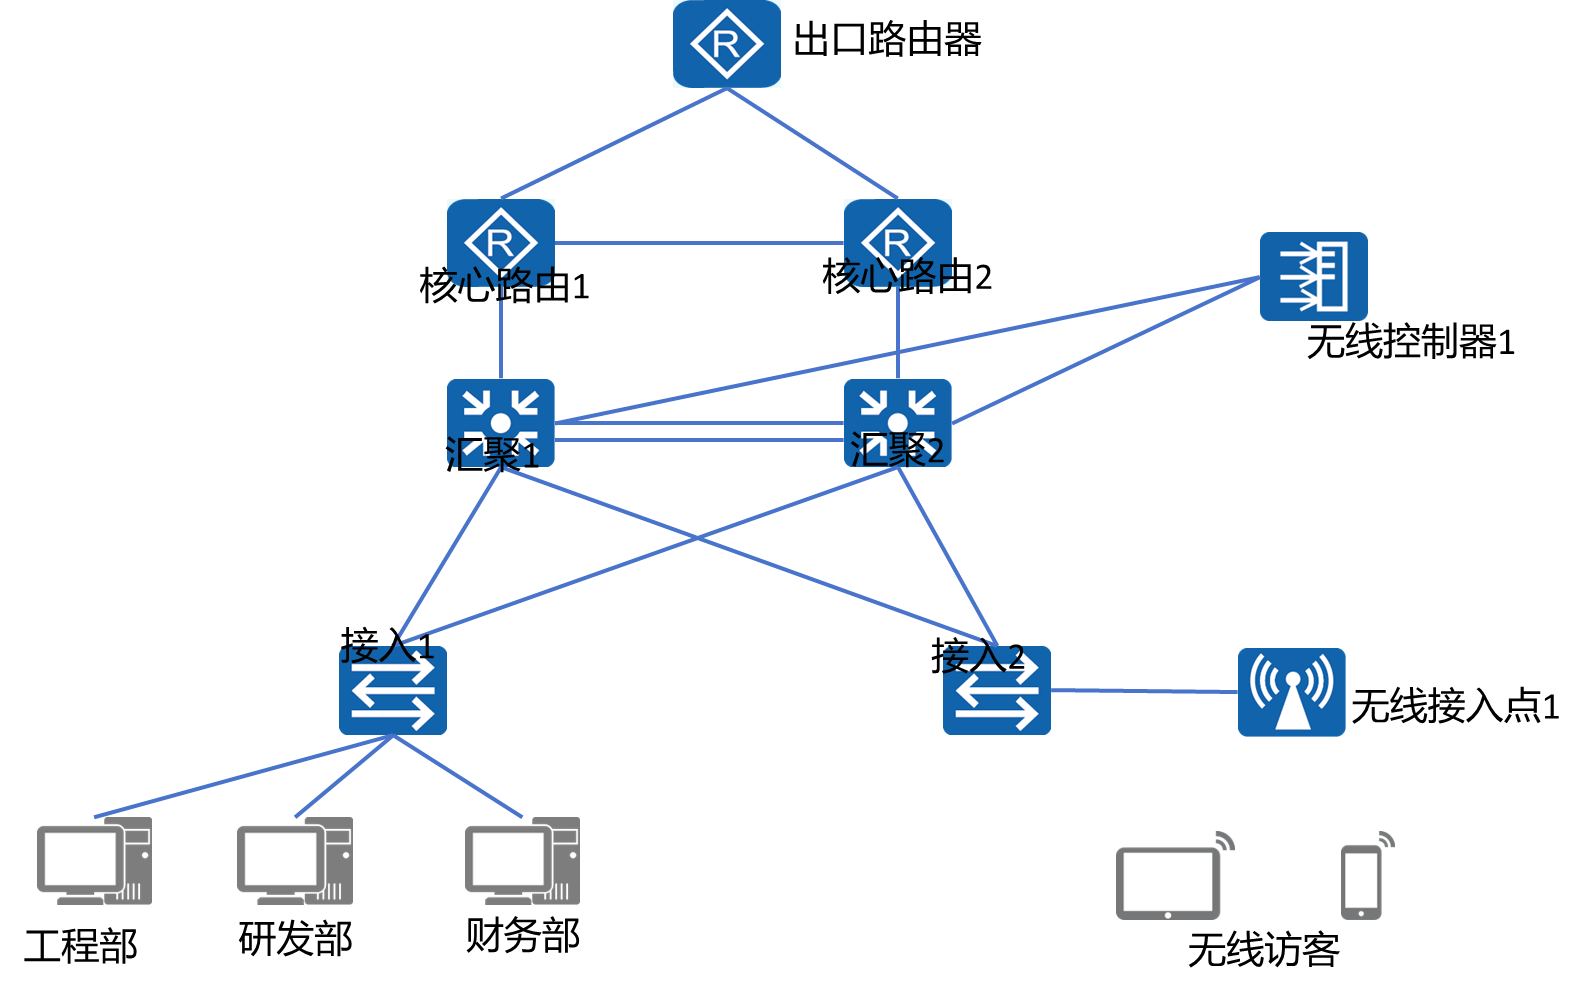 出口路由器
核心路由1
核心路由2
无线控制器1
汇聚1
汇聚2
接入1
接入2
无线接入点1
工程部
研发部
财务部
无线访客
R
R
R